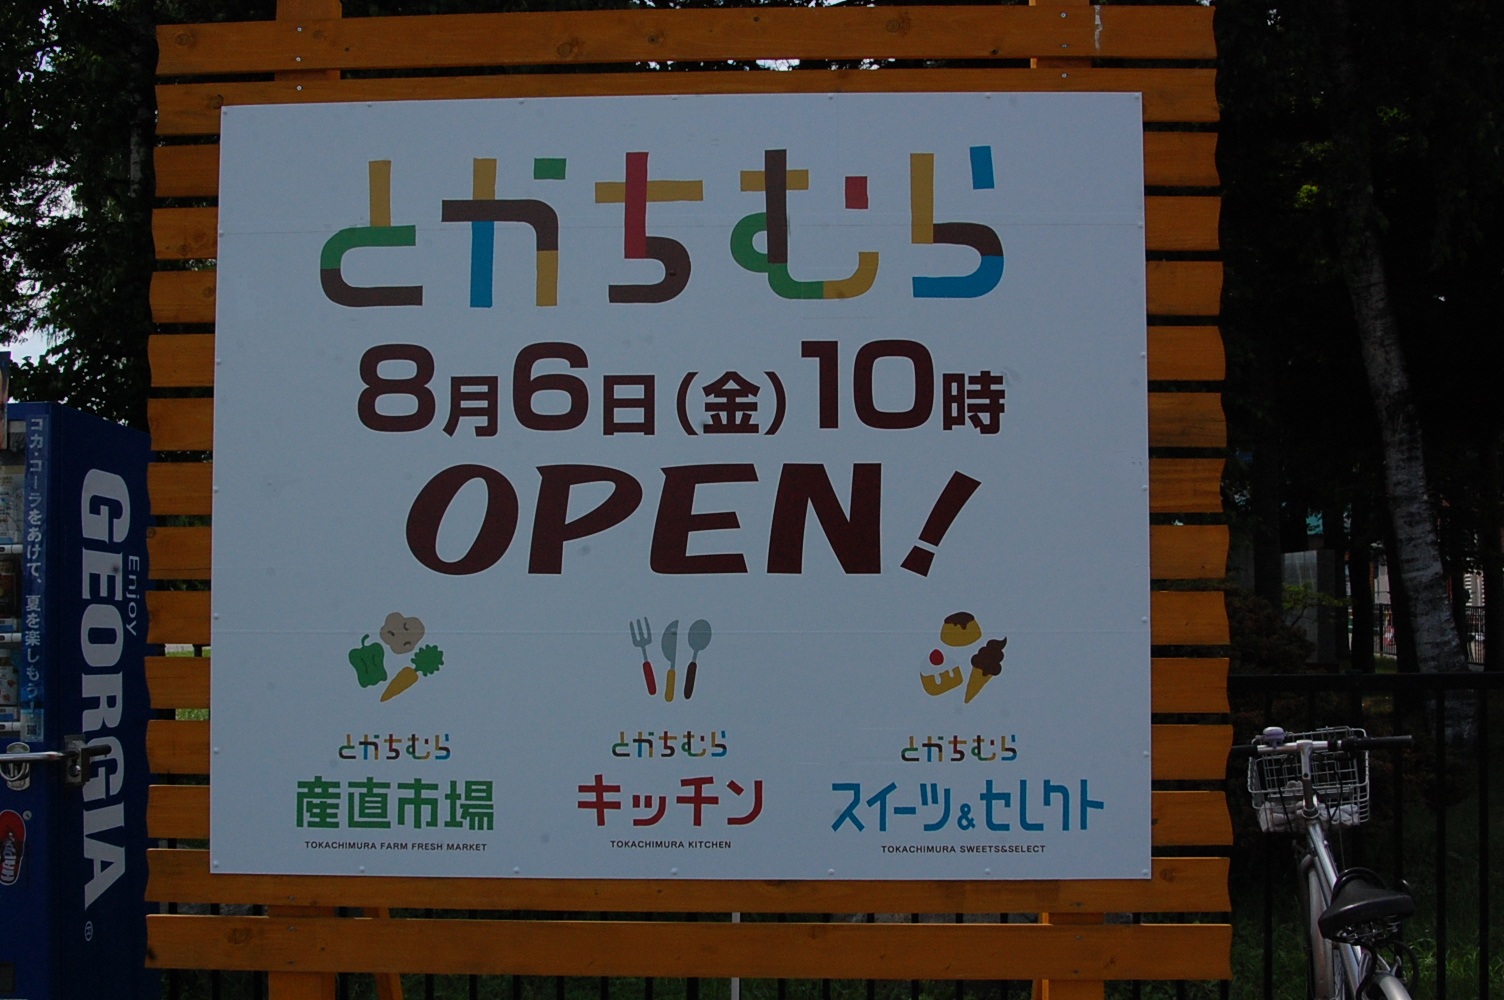 とかちむら
8月6日(金)10時
OPEN!
とかちむら
産直市場
TOKACHIMURA FARM FRESH MARKET
とかちむら
キッチン
TOKACHIMURA KITCHEN
とかちむら
スイーツ&セレクト
TOKACHIMURA SWEETS&SELECT
コカ・コーラをあけて、夏を楽しもう
Enjoy
GEORGIA
HAPPY